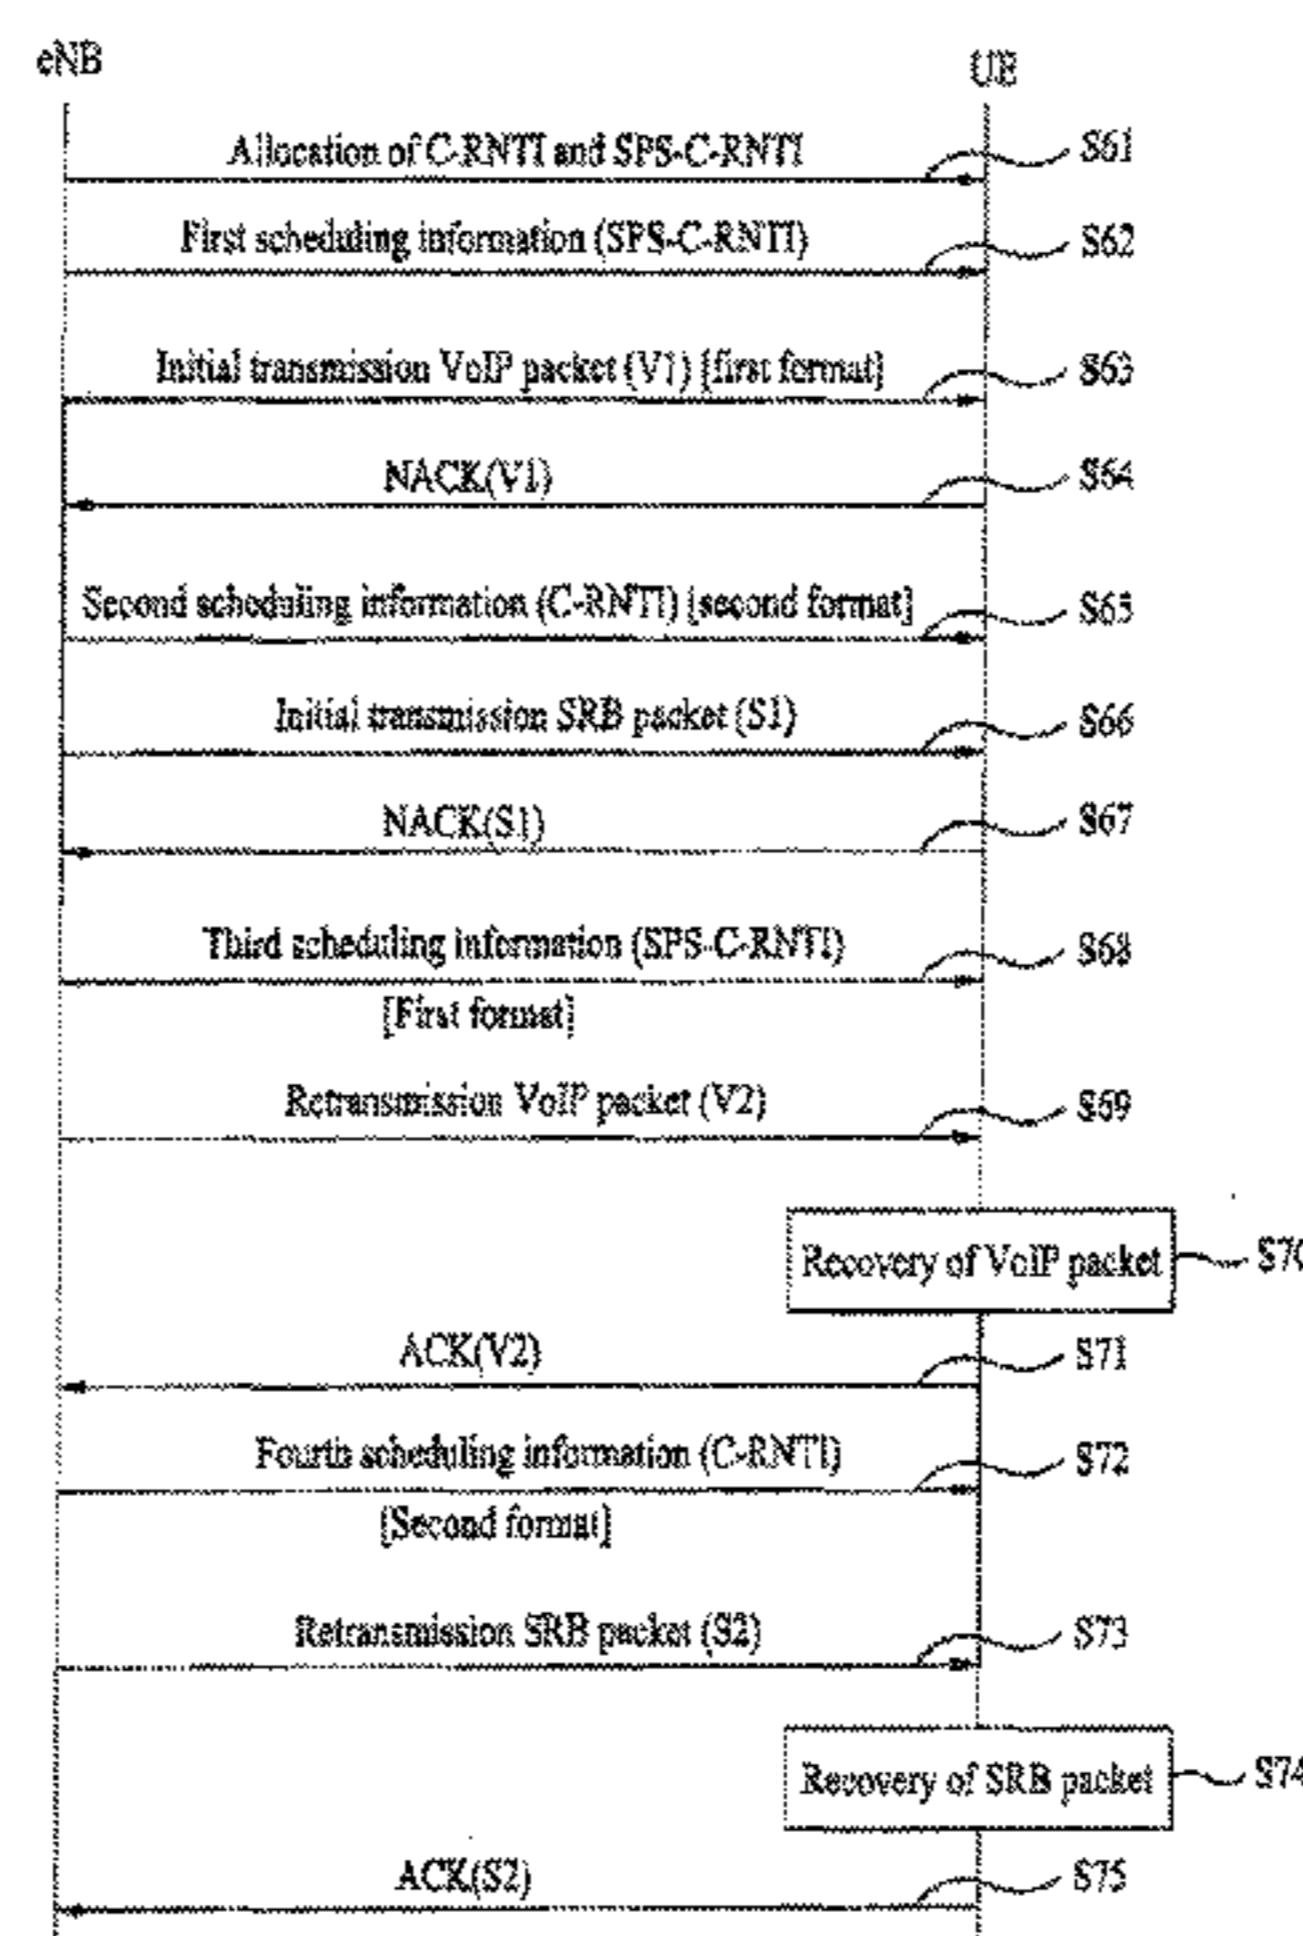 eNB
UE
Allocation of C-RNTI and SPS-C-RNTI
S61
First scheduling information (SPS-C-RNTI)
S62
Initial transmission VoIP packet (V1) [first format]
S63
NACK(V1)
S64
Second scheduling information (C-RNTI) [second format]
S65
Initial transmission SRB packet (S1)
S66
NACK(S1)
S67
Third scheduling information (SPS-C-RNTI)
S68
[First format]
Retransmission VoIP packet (V2)
S69
Recovery of VoIP packet
S70
ACK(V2)
S71
Fourth scheduling information (C-RNTI)
S72
[Second format]
Retransmission SRB packet (S2)
S73
Recovery of SRB packet
S74
ACK(S2)
S75